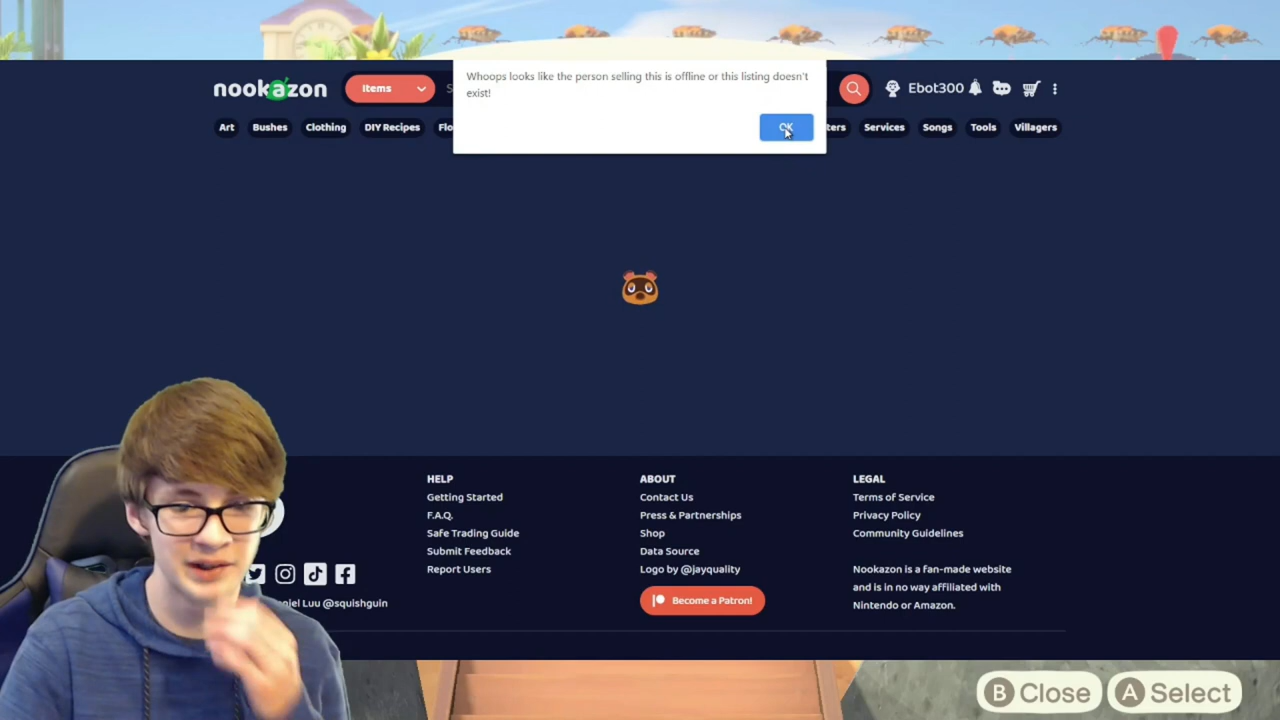 Whoops looks like the person selling this is offline or this listing doesn't
exist!
OK
nookazon
Items
Ebot300
Art
Bushes
Clothing
DIY Recipes
Services
Songs
Tools
Villagers
HELP
Getting Started
F.A.Q.
Safe Trading Guide
Submit Feedback
Report Users
ABOUT
Contact Us
Press & Partnerships
Shop
Data Source
Logo by @jayquality
Become a Patron!
LEGAL
Terms of Service
Privacy Policy
Community Guidelines
Nookazon is a fan-made website
and is in no way affiliated with
Nintendo or Amazon.
Luu @squishguin
B Close
A Select